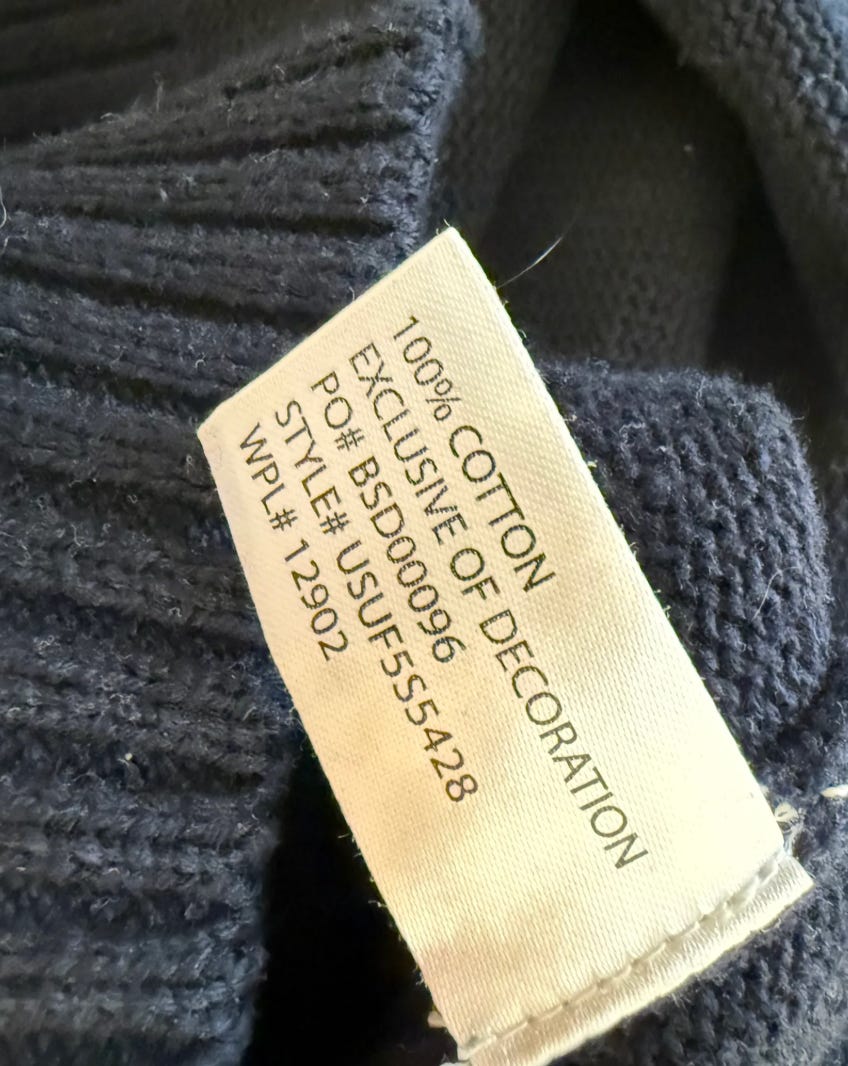 100% COTTON
EXCLUSIVE OF DECORATION
PO# BSD00096
STYLE# USUF5S5428
WPL# 12902